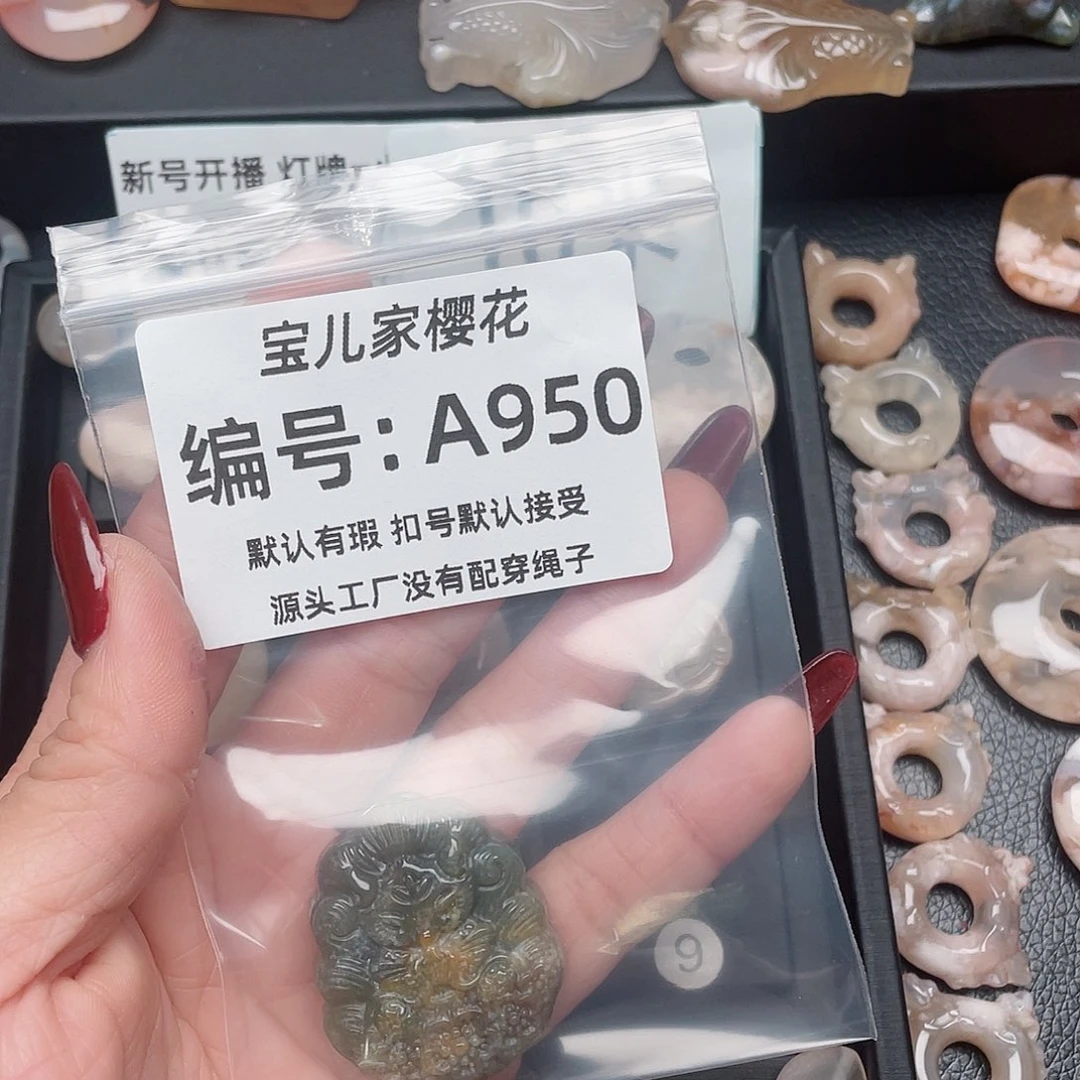 新号开播 灯牌
宝儿家樱花
编号:A950
默认有瑕 扣号默认接受
源头工厂没有配穿绳子
9